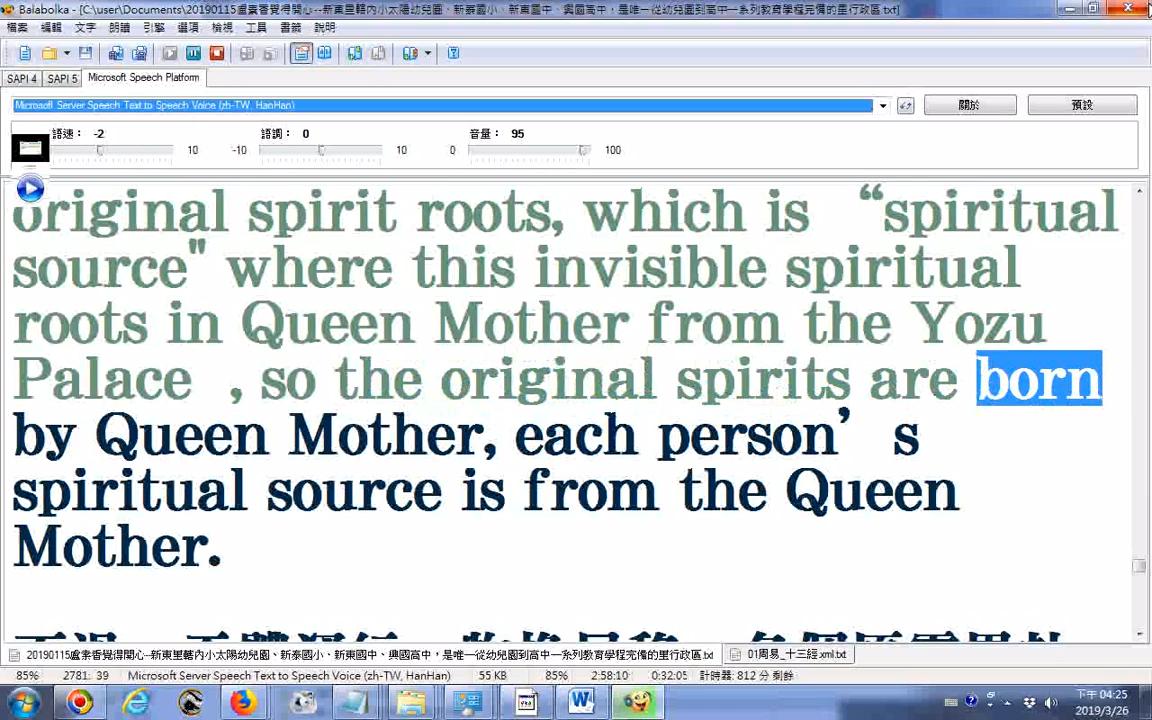 Balabolka - [C:\user\Documents\20190115盧素香覺得開心--新東里轄內小太陽幼兒園、新泰國小、新東國中、興國高中，是唯一從幼兒園到高中一系列教育學程完備的里行政區.txt]
檔案 編輯 文字 朗讀 引擎 選項 檢視 工具 書籤 說明
SAPI 4 SAPI 5 Microsoft Speech Platform
Microsoft Server Speech Text to Speech Voice (zh-TW, HanHan) 關於 預設
語速： -2 語調： 0 音量： 95
10 -10 10 0 100
original spirit roots, which is “spiritual
source" where this invisible spiritual
roots in Queen Mother from the Yozu
Palace , so the original spirits are born
by Queen Mother, each person’s
spiritual source is from the Queen
Mother.
20190115盧素香覺得開心--新東里轄內小太陽幼兒園、新泰國小、新東國中、興國高中，是唯一從幼兒園到高中一系列教育學程完備的里行政區.txt 01周易_十三經.xml.txt
85% 2781: 39 Microsoft Server Speech Text to Speech Voice (zh-TW, HanHan) 55 KB 85% 2:58:10 0:32:05 計時器: 812 分 剩餘
下午 04:25
2019/3/26